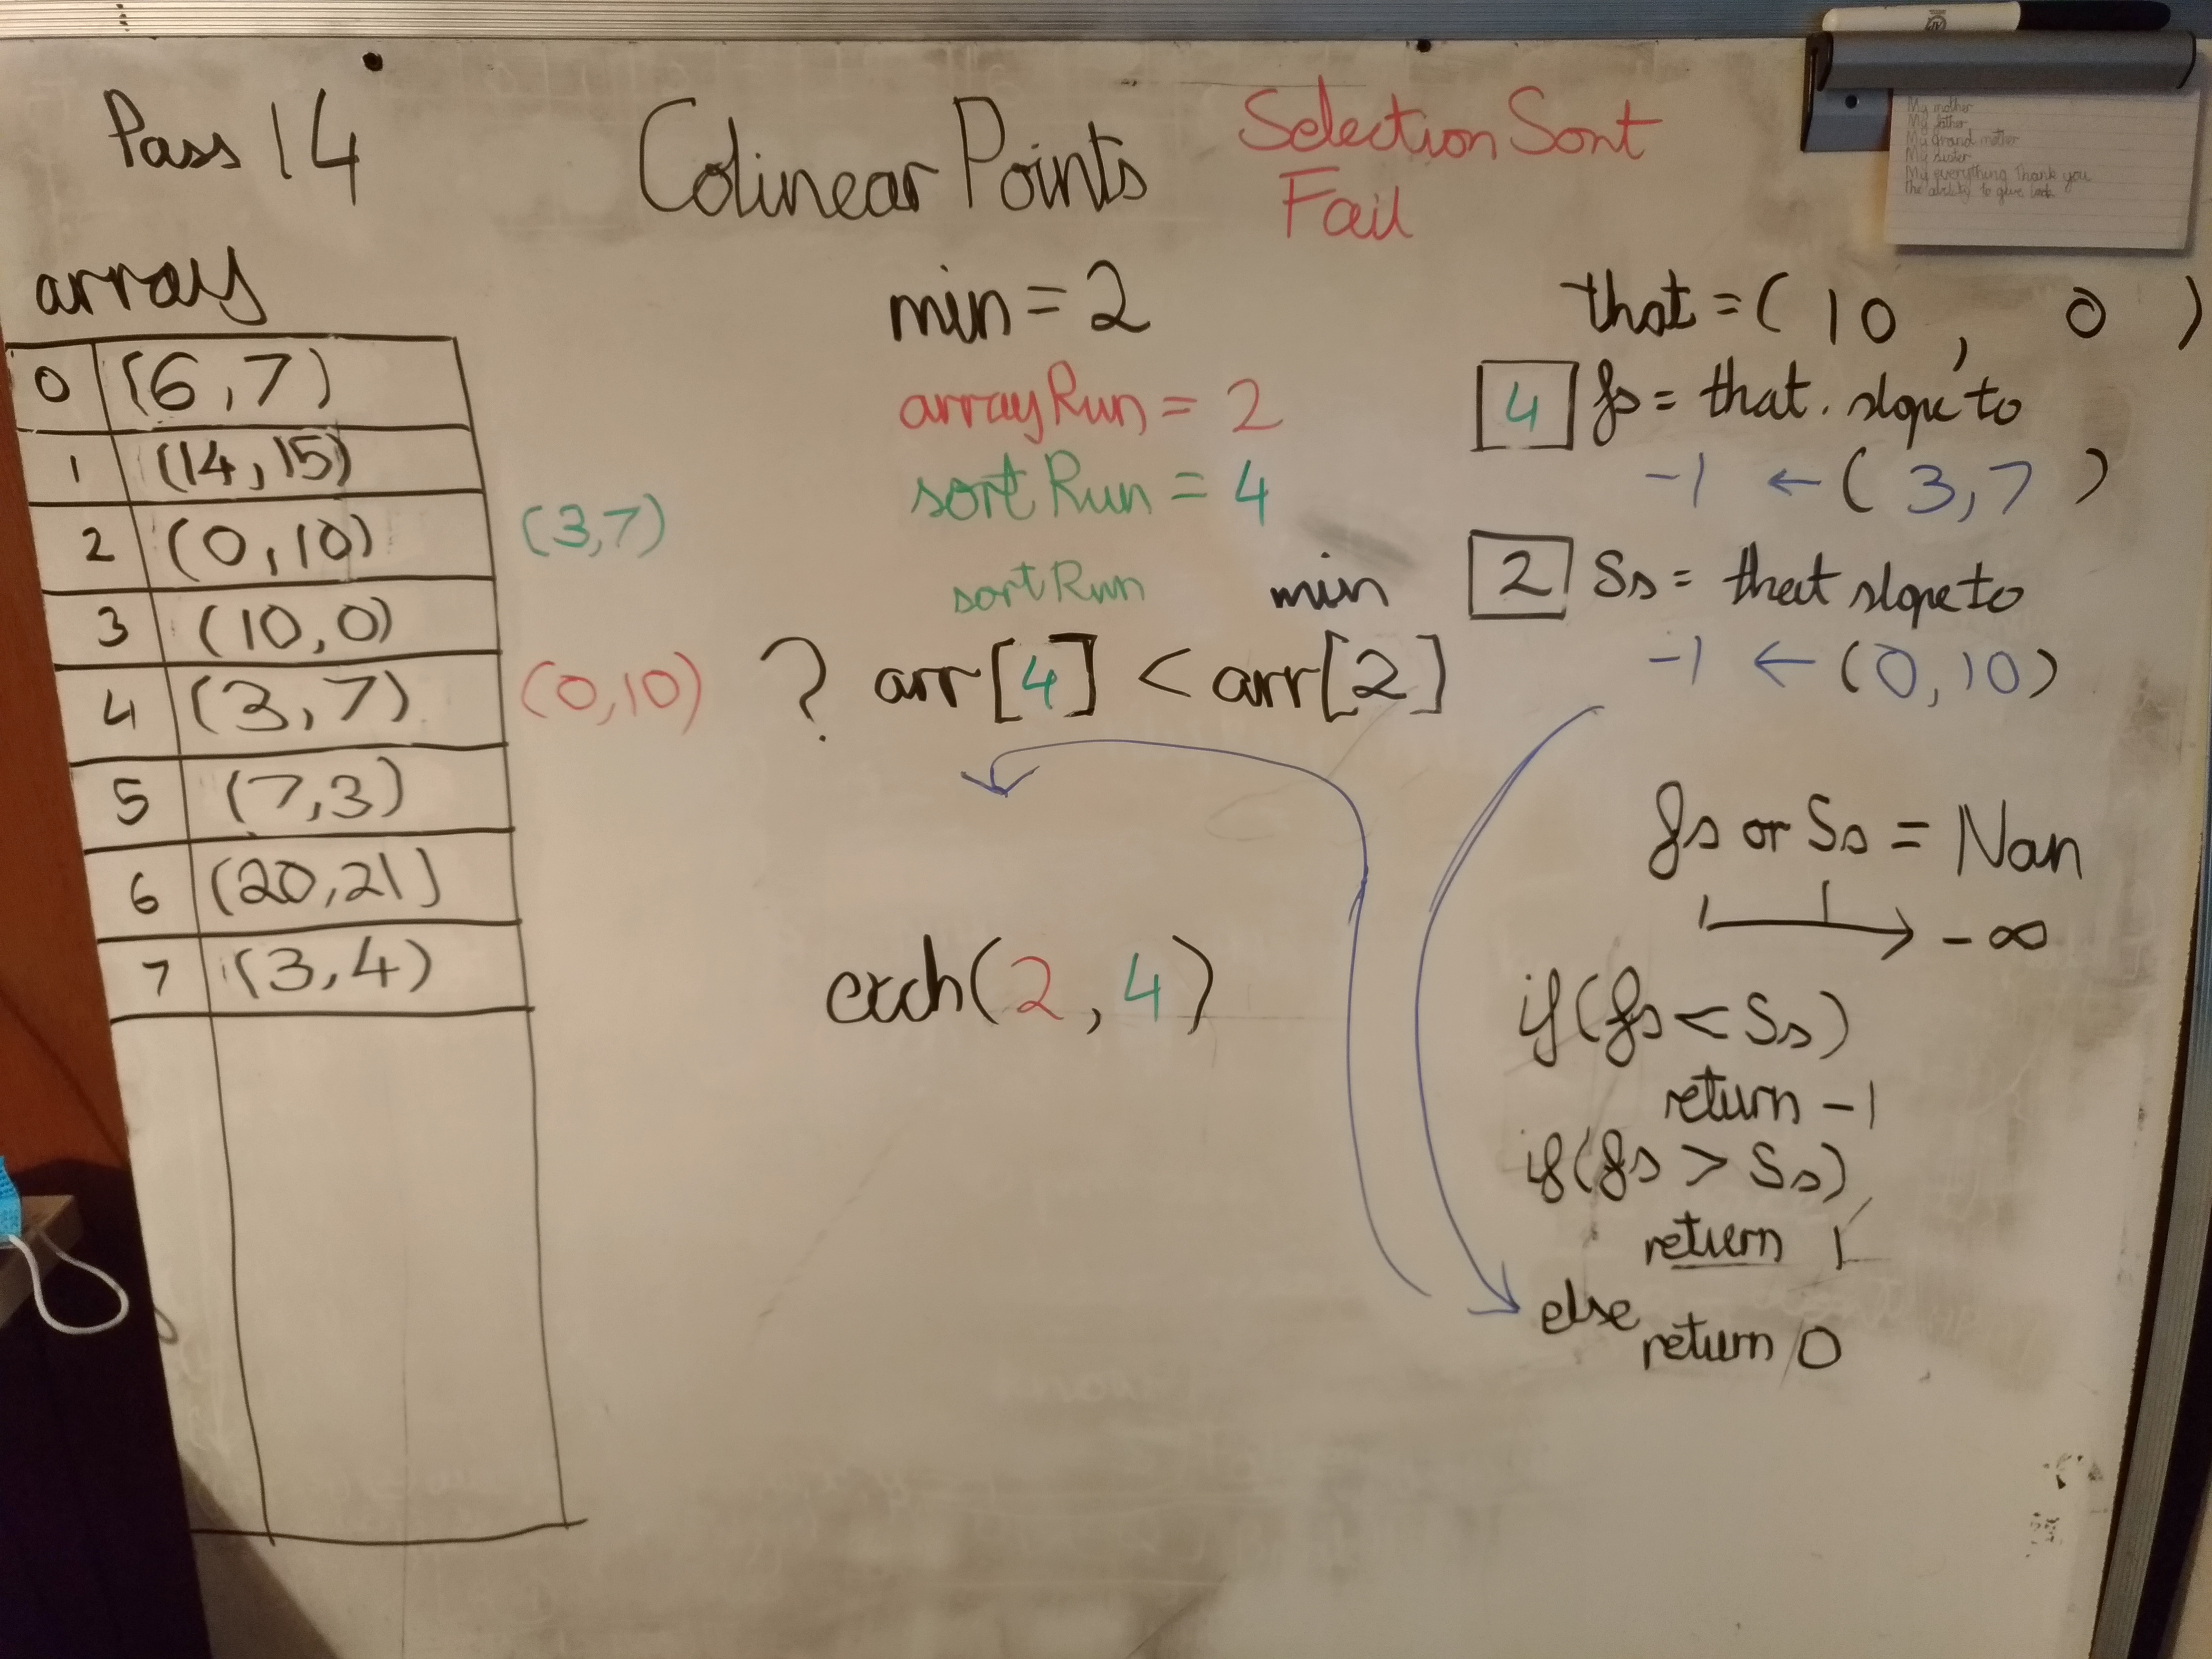 Pass 14
Colinear Points
Selection Sort
Fail
My mother
My father
My grand mother
My sister
My everything thank you
the ability to give look
array
0 (6,7)
1 (14,15)
2 (0,10)
3 (10,0)
4 (3,7)
5 (7,3)
6 (20,21)
7 (3,4)
(3,7)
(0,10)
min = 2
arrayRun = 2
sortRun = 4
sortRun min
? arr[4] < arr[2]
exch(2,4)
that = (10, 0)
4 fs = that. slope to
-1 ← (3,7)
2 Ss = that slope to
-1 ← (0,10)
fs or Ss = Nan
→ -∞
if(fs < Ss)
return -1
if(fs > Ss)
return 1
else
return 0